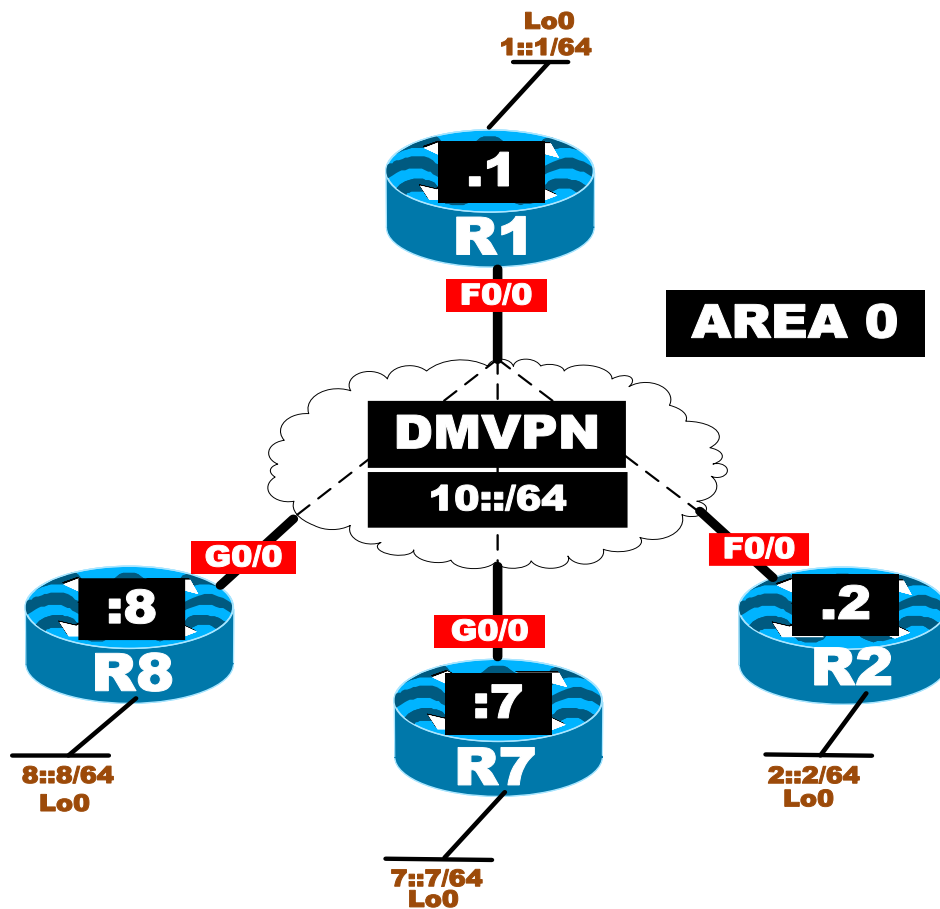 Lo0
1::1/64
.1
R1
F0/0
AREA 0
DMVPN
10::/64
G0/0
F0/0
:8
R8
G0/0
.2
R2
:7
R7
8::8/64
Lo0
2::2/64
Lo0
7::7/64
Lo0